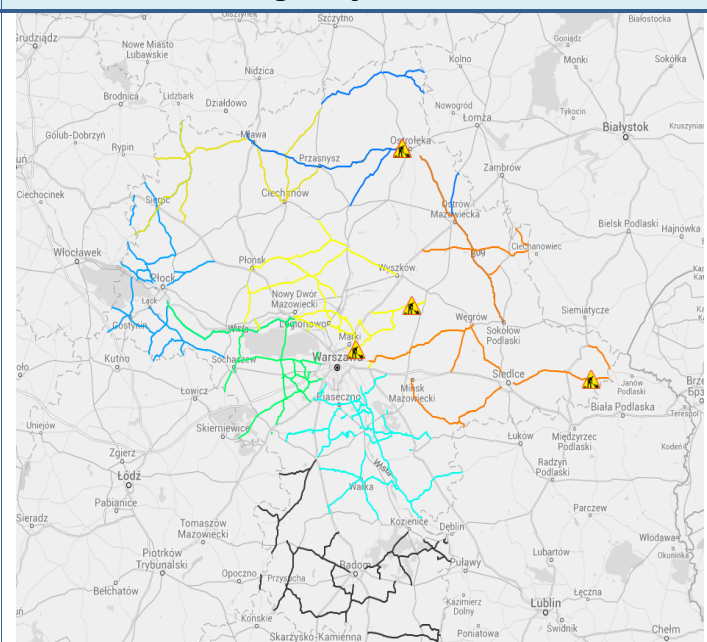 Szczytno
Białostocka
Grudziądz
Nowe Miasto
Lubawskie
Goniądz
Kolno
Mońki
Sokółka
Nidzica
Brodnica
Lidzbark
Działdowo
Nowogród
Łomża
Tykocin
Białystok
Kruszynian
Golub-Dobrzyń
Rypin
Mława
Ostrołęka
Przasnysz
Zambrów
Ciechocinek
Sierpc
Ciechanów
Ostrów
Mazowiecka
Bielsk Podlaski
Hajnówka
Włocławek
Płońsk
Bug
Ciechanowiec
Wyszków
Płock
Łąck
Nowy Dwór
Mazowiecki
Siemiatycze
Gostynin
Wisła
Legionowo
Węgrów
Marki
Sokołów
Podlaski
Kutno
Sochaczew
Warszawa
Siedlce
Janów
Podlaski
Łowicz
Piaseczno
Mińsk
Mazowiecki
Biała Podlaska
Terespol
Uniejów
Skierniewice
Łuków
Międzyrzec
Podlaski
Kodeń
Zgierz
Wisła
Radzyń
Podlaski
Łódź
Warka
Pabianice
Parczew
Sieradz
Tomaszów
Mazowiecki
Kozienice
Dęblin
Włodawa
Piotrków
Trybunalski
Lubartów
Okuninka
Opoczno
Przysucha
Radom
Puławy
Bełchatów
Łęczna
Kazimierz
Dolny
Lublin
Końskie
Świdnik
Skarżysko-Kamienna
Poniatowa
Chełm